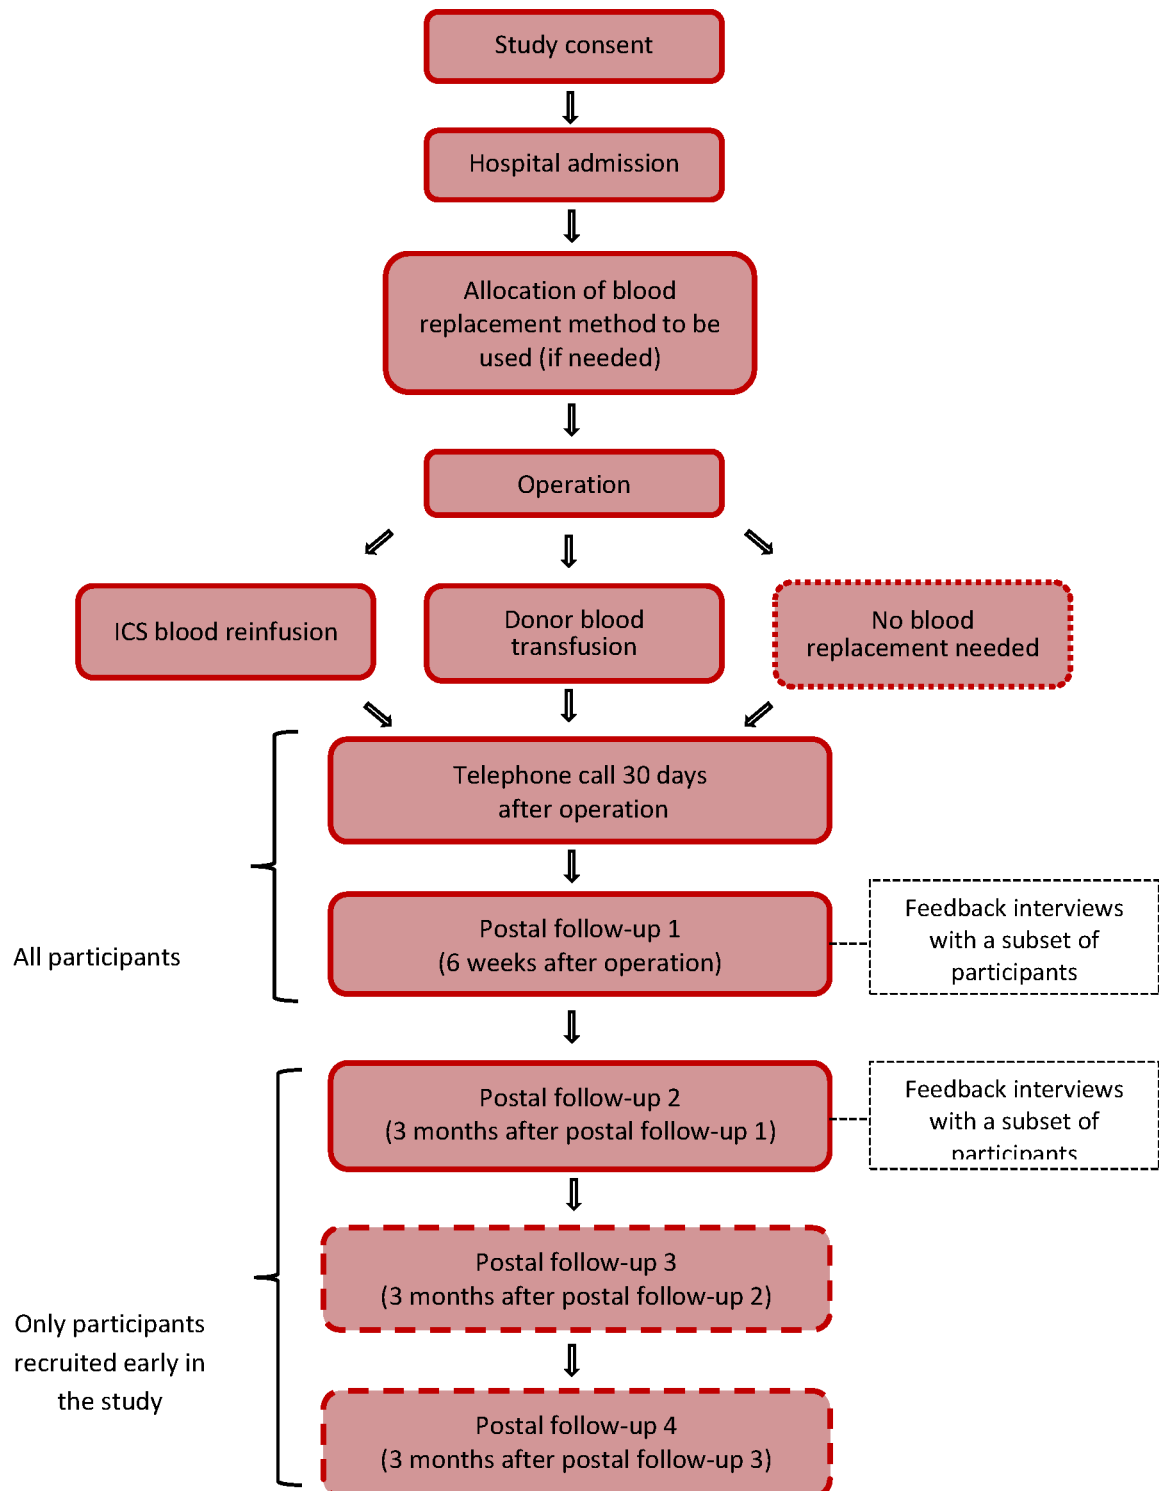 Study consent
Hospital admission
Allocation of blood
replacement method to be
used (if needed)
Operation
ICS blood reinfusion
Donor blood
transfusion
No blood
replacement needed
Telephone call 30 days
after operation
All participants
Postal follow-up 1
(6 weeks after operation)
Feedback interviews
with a subset of
participants
Postal follow-up 2
(3 months after postal follow-up 1)
Feedback interviews
with a subset of
participants
Only participants
recruited early in
the study
Postal follow-up 3
(3 months after postal follow-up 2)
Postal follow-up 4
(3 months after postal follow-up 3)